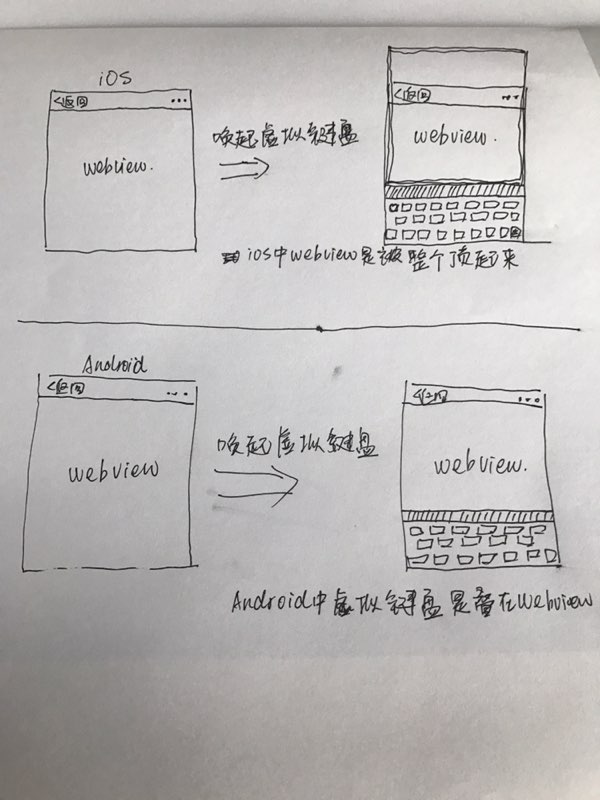 iOS
<返回 ...
webview.
唤起虚拟键盘
<返回 ...
webview.
iOS中webview是被整个顶起来
Android
<返回 ...
webview
唤起虚拟键盘
<返回 ...
webview.
Android中虚拟键盘是叠在webview